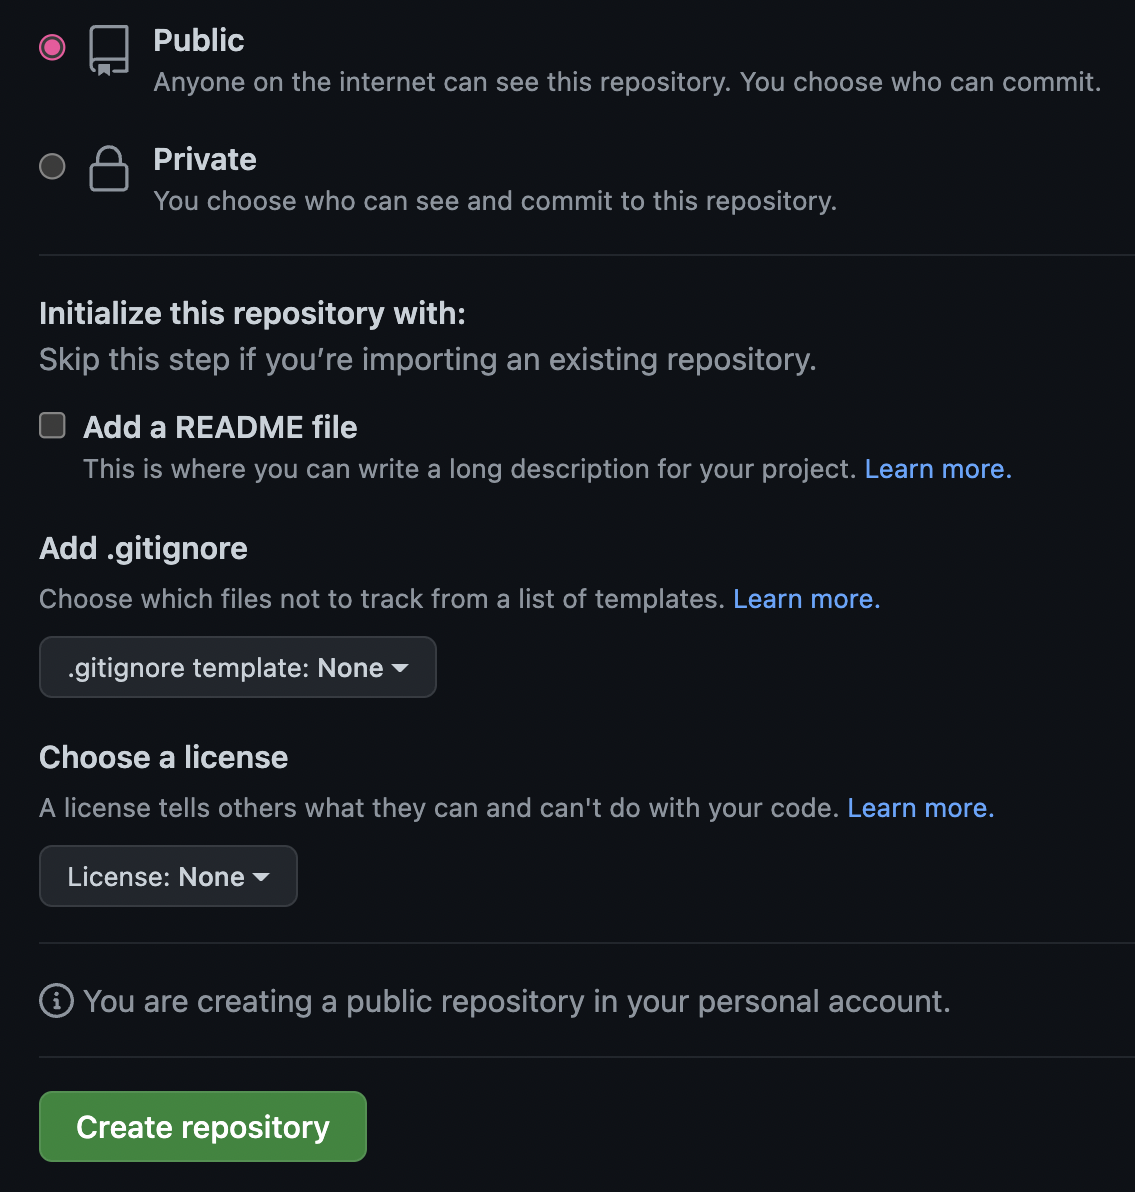 Public
Anyone on the internet can see this repository. You choose who can commit.
Private
You choose who can see and commit to this repository.
Initialize this repository with:
Skip this step if you’re importing an existing repository.
Add a README file
This is where you can write a long description for your project. Learn more.
Add .gitignore
Choose which files not to track from a list of templates. Learn more.
.gitignore template: None
Choose a license
A license tells others what they can and can't do with your code. Learn more.
License: None
You are creating a public repository in your personal account.
Create repository